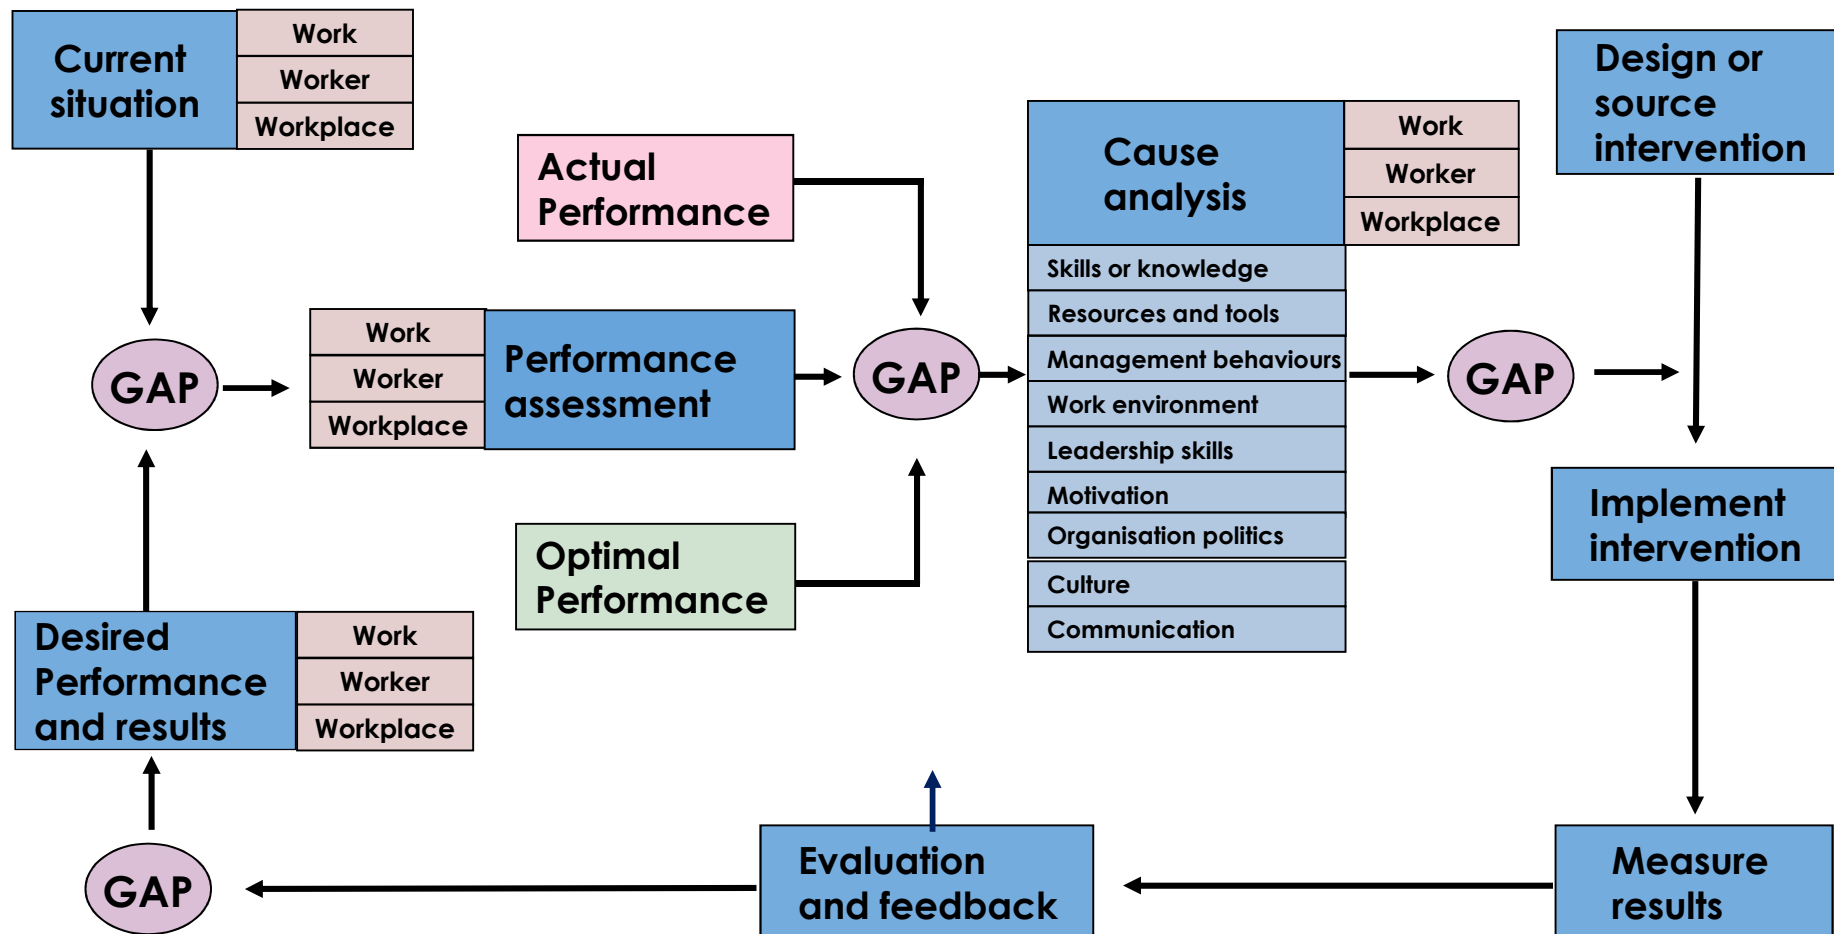 Current
situation
Work
Worker
Workplace
GAP
Desired
Performance
and results
Work
Worker
Workplace
GAP
Work
Worker
Workplace
Performance
assessment
Actual
Performance
Optimal
Performance
GAP
Cause
analysis
Work
Worker
Workplace
Skills or knowledge
Resources and tools
Management behaviours
Work environment
Leadership skills
Motivation
Organisation politics
Culture
Communication
GAP
Design or
source
intervention
Implement
intervention
Measure
results
Evaluation
and feedback